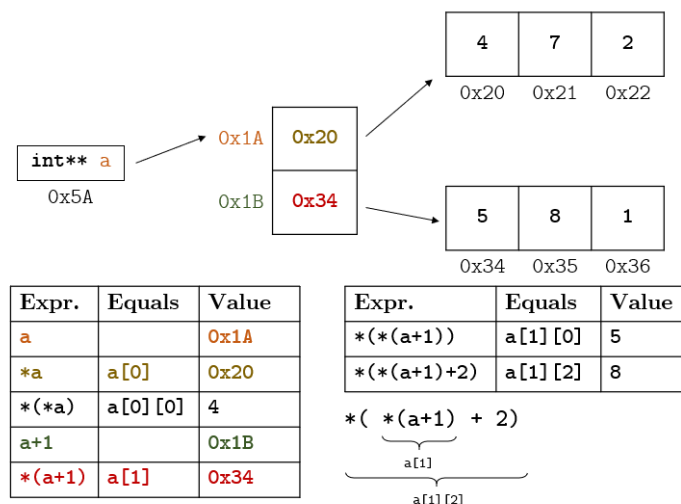 4 7 2
0x20 0x21 0x22
0x1A 0x20
int** a
0x5A
0x1B 0x34
5 8 1
0x34 0x35 0x36
Expr. Equals Value
a 0x1A
*a a[0] 0x20
*(*a) a[0][0] 4
a+1 0x1B
*(a+1) a[1] 0x34
Expr. Equals Value
*(*(a+1)) a[1][0] 5
*(*(a+1)+2) a[1][2] 8
*( *(a+1) + 2)
a[1]
a[1][2]